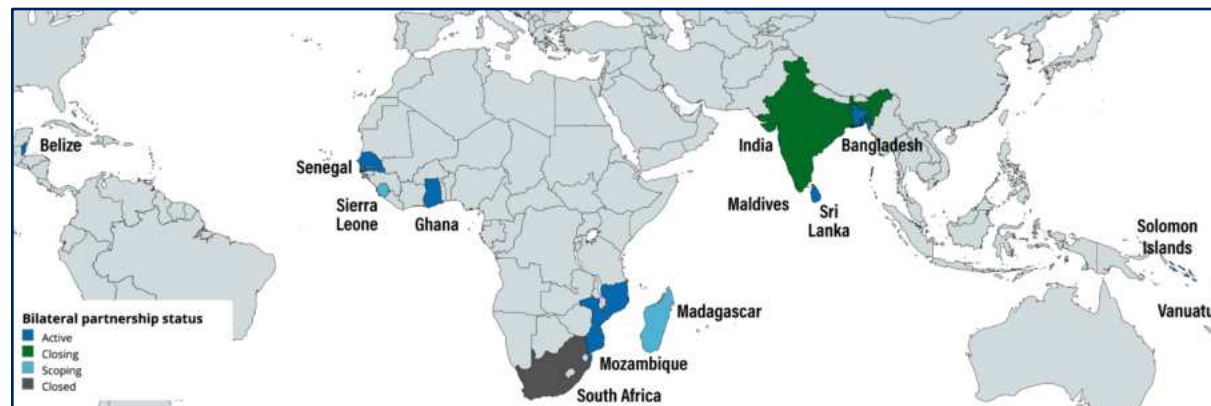 Belize
Senegal
Sierra
Leone
Ghana
India
Bangladesh
Maldives
Sri
Lanka
Solomon
Islands
Vanuatu
Madagascar
Mozambique
South Africa
Bilateral partnership status
Active
Closing
Scoping
Closed